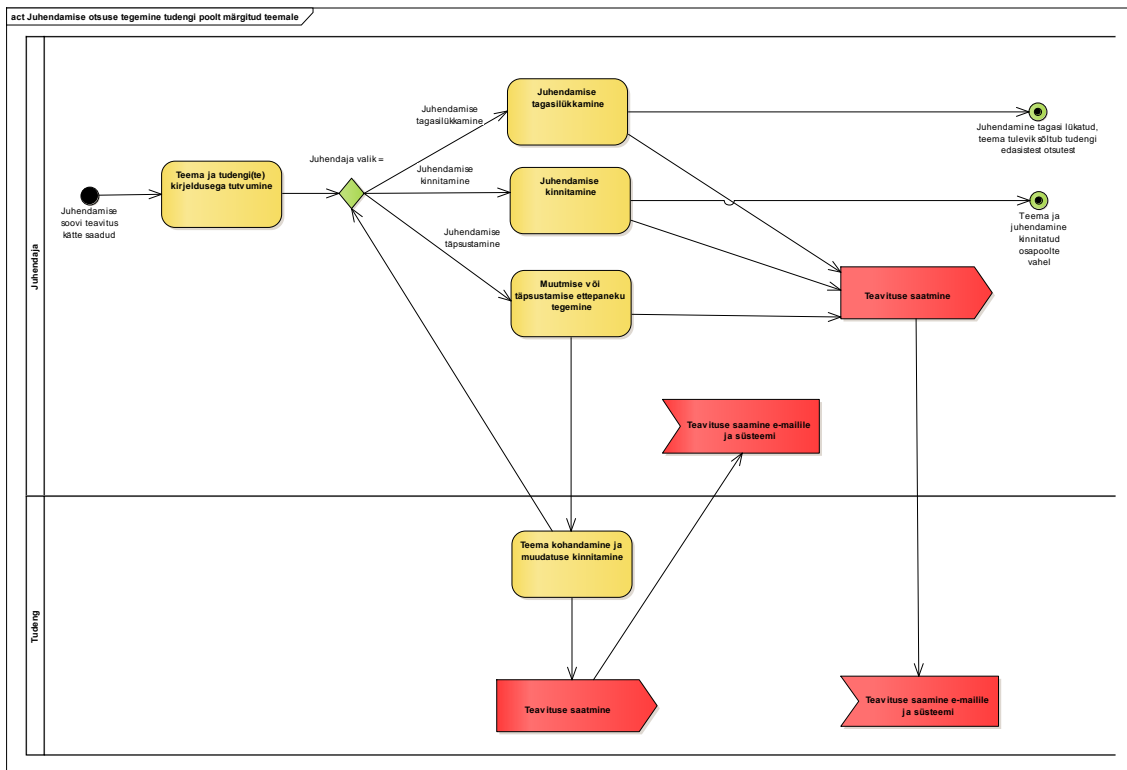 act Juhendamise otsuse tegemine tudengi poolt märgitud teemale
Juhendaja
Juhendamise
soovi teavitus
kätte saadud
Teema ja tudengi(te)
kirjeldusega tutvumine
Juhendaja valik =
Juhendamise
tagasilükkamine
Juhendamise
kinnitamine
Juhendamise
täpsustamine
Juhendamise
tagasilükkamine
Juhendamise
kinnitamine
Muutmise või
täpsustamise ettepaneku
tegemine
Juhendamine tagasi lükatud,
teema tulevik sõltub tudengi
edasistest otsutest
Teema ja
juhendamine
kinnitatud
osapoolte
vahel
Teavituse saatmine
Teavituse saamine e-mailile
ja süsteemi
Tudeng
Teema kohandamine ja
muudatuse kinnitamine
Teavituse saatmine
Teavituse saamine e-mailile
ja süsteemi